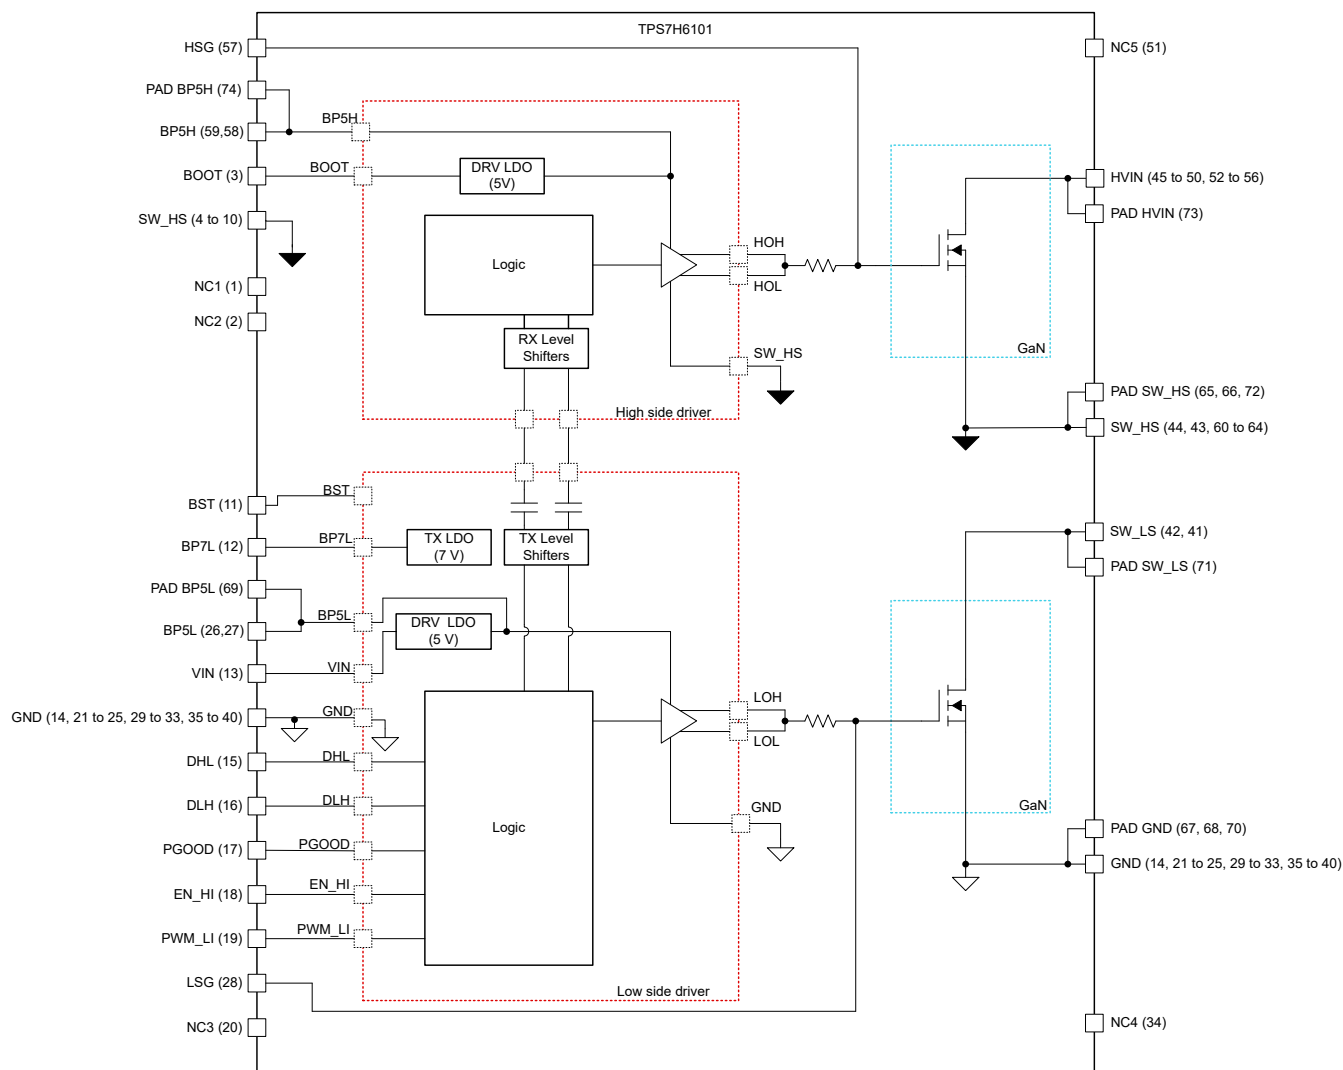 TPS7H6101
HSG (57)
NC5 (51)
PAD BP5H (74)
BP5H
BP5H (59,58)
BOOT
BOOT (3)
DRV LDO
(5V)
HVIN (45 to 50, 52 to 56)
PAD HVIN (73)
SW_HS (4 to 10)
HOH
Logic
HOL
NC1 (1)
NC2 (2)
RX Level
Shifters
GaN
SW_HS
PAD SW_HS (65, 66, 72)
High side driver
SW_HS (44, 43, 60 to 64)
BST
BST (11)
SW_LS (42, 41)
BP7L
BP7L (12)
TX LDO
(7 V)
TX Level
Shifters
PAD SW_LS (71)
PAD BP5L (69)
BP5L
BP5L (26,27)
DRV LDO
(5 V)
VIN
VIN (13)
LOH
GND
GND (14, 21 to 25, 29 to 33, 35 to 40)
LOL
DHL
DHL (15)
DLH
DLH (16)
GND
GaN
Logic
PAD GND (67, 68, 70)
PGOOD
PGOOD (17)
GND (14, 21 to 25, 29 to 33, 35 to 40)
EN_HI
EN_HI (18)
PWM_LI
PWM_LI (19)
LSG (28)
Low side driver
NC3 (20)
NC4 (34)